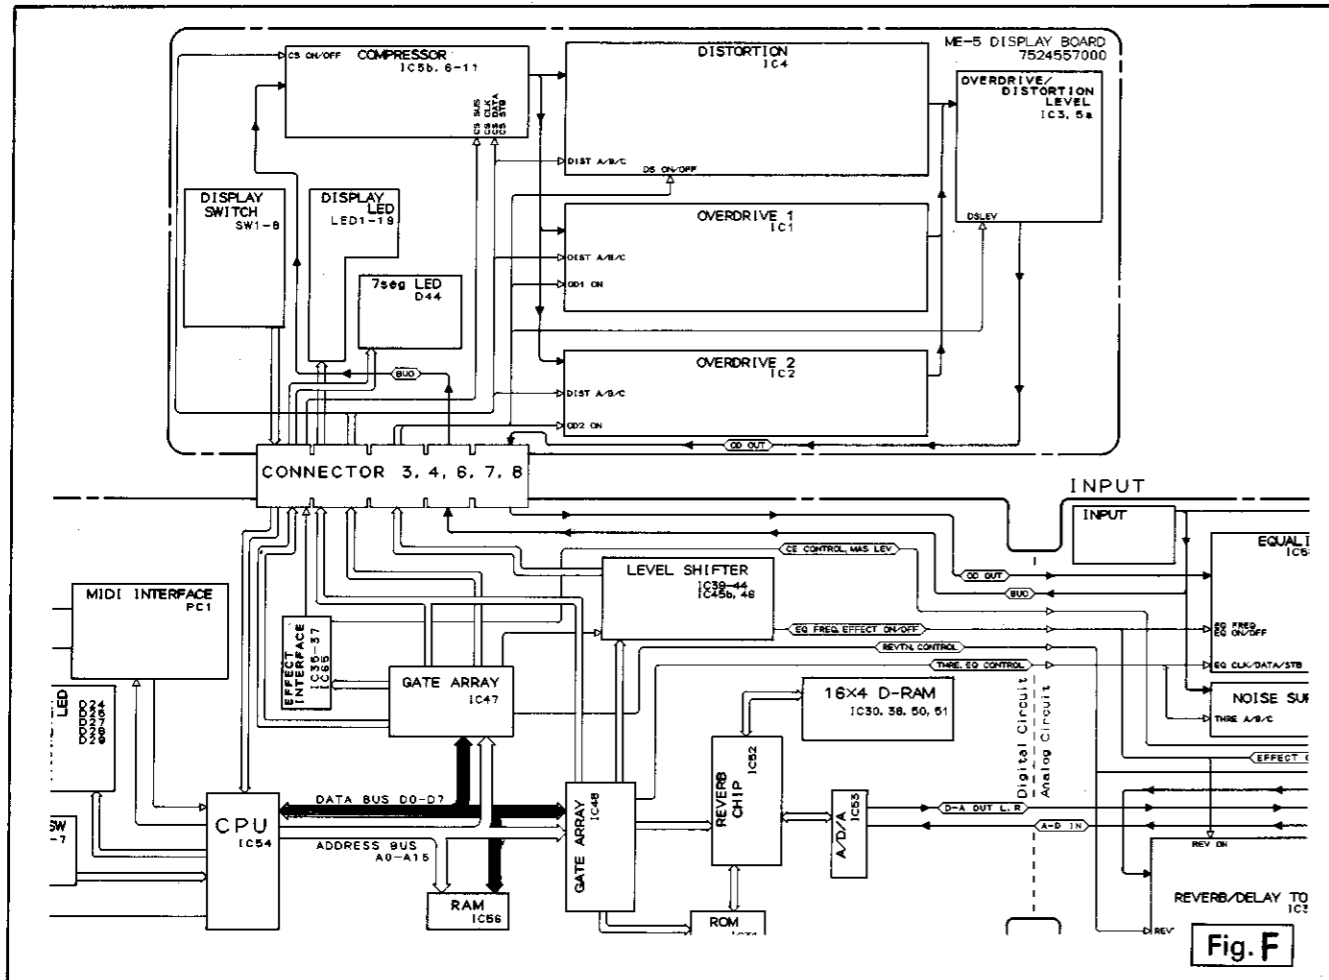 ME-5 DISPLAY BOARD
7524557000
COMPRESSOR
IC5b, 6-11
CS ON/OFF
CS SUS
CS CLK
CS DATA
CS STB
DISTORTION
IC4
DIST A/B/C
DS ON/OFF
OVERDRIVE/
DISTORTION
LEVEL
IC3, 5a
DSLEV
DISPLAY
SWITCH
SW1-8
DISPLAY
LED
LED1-19
7seg LED
D44
OVERDRIVE 1
IC1
DIST A/B/C
OD1 ON
OVERDRIVE 2
IC2
DIST A/B/C
OD2 ON
BUO
OD OUT
CONNECTOR 3, 4, 6, 7, 8
INPUT
INPUT
EQUALI
IC5
CE CONTROL, MAS LEV
OD OUT
BUO
LEVEL SHIFTER
IC39-44
IC45b, 46
MIDI INTERFACE
PC1
EFFECT
INTERFACE
IC35-37
IC65
EQ FREQ, EFFECT ON/OFF
EQ FREQ
EQ ON/OFF
REVTN, CONTROL
THRE, EQ CONTROL
EQ CLK/DATA/STB
GATE ARRAY
IC47
16X4 D-RAM
IC30, 38, 50, 51
NOISE SUP
THRE A/B/C
LED
D24
D25
D27
D28
D29
Digital Circuit
Analog Circuit
EFFECT
REVERB
CHIP
IC52
DATA BUS D0-D7
CPU
IC54
ADDRESS BUS
A0-A15
GATE ARRAY
IC48
A/D/A
IC53
D-A OUT L, R
A-D IN
SW
-7
RAM
IC56
ROM
REV ON
REVERB/DELAY TO
IC3
REV
Fig. F